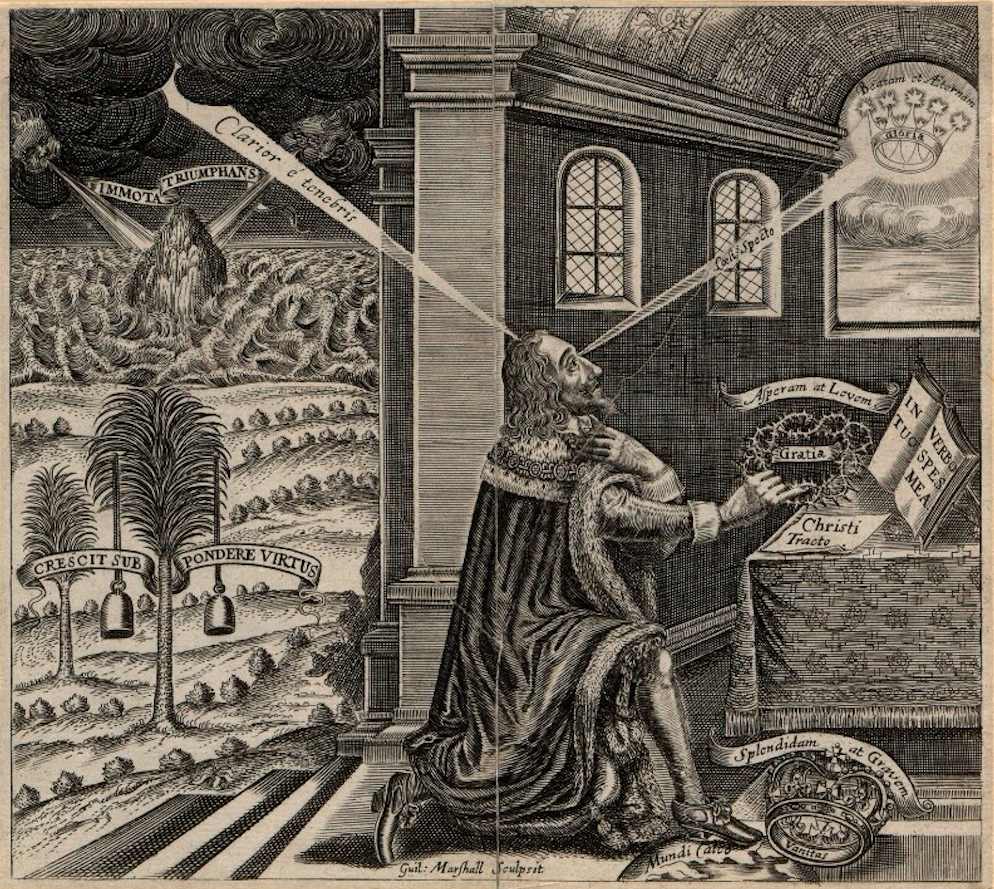 Clarior é tenebris
IMMOTA TRIUMPHANS
CRESCIT SUB PONDERE VIRTUS
Beatam et Æternam
Gloria
Cœli Specto
Asperam at Levem
Gratia
IN
TUO
VERBO
SPES
MEA
Christi
Tracto
Splendidam at Gravem
Vanitas
Mundi Calco
Guil: Marshall Sculpsit